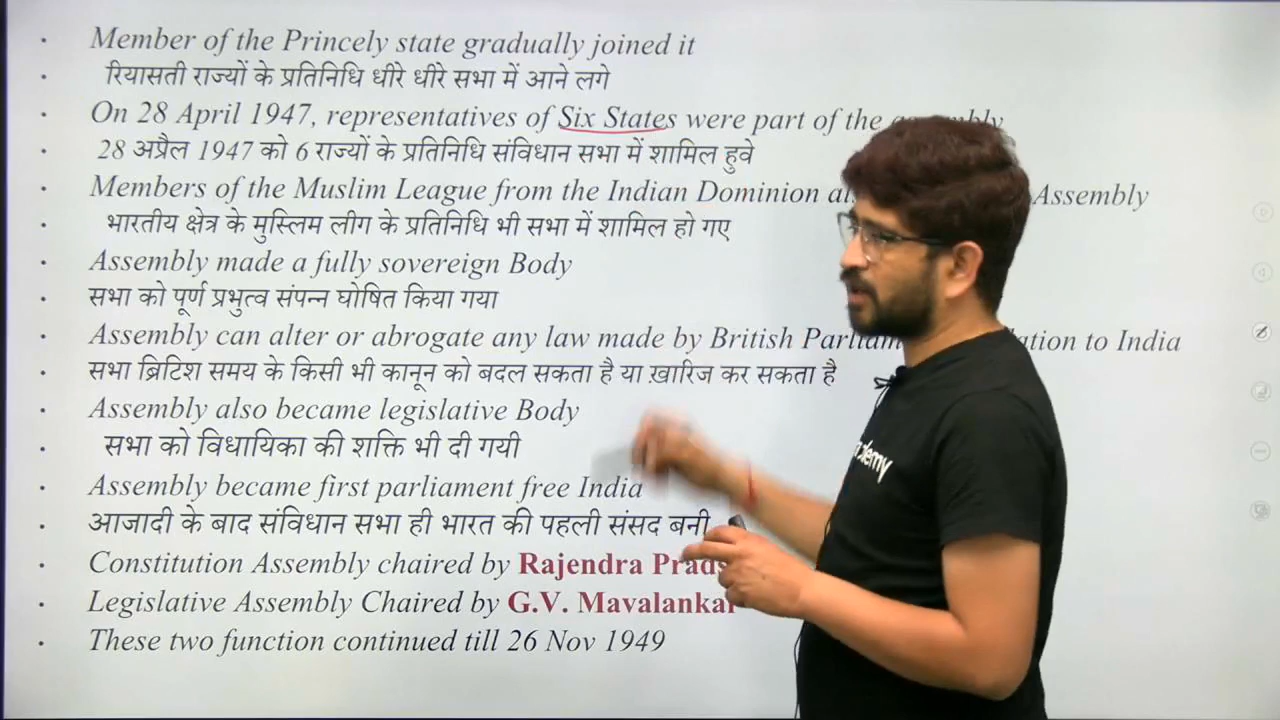 Member of the Princely state gradually joined it
रियासती राज्यों के प्रतिनिधि धीरे धीरे सभा में आने लगे
On 28 April 1947, representatives of Six States were part of the
28 अप्रैल 1947 को 6 राज्यों के प्रतिनिधि संविधान सभा में शामिल हुवे
Members of the Muslim League from the Indian Dominion Assembly
भारतीय क्षेत्र के मुस्लिम लीग के प्रतिनिधि भी सभा में शामिल हो गए
Assembly made a fully sovereign Body
सभा को पूर्ण प्रभुत्व संपन्न घोषित किया गया
Assembly can alter or abrogate any law made by British to India
सभा ब्रिटिश समय के किसी भी कानून को बदल सकता है या ख़ारिज कर सकता है
Assembly also became legislative Body
सभा को विधायिका की शक्ति भी दी गयी
Assembly became first parliament free India
आजादी के बाद संविधान सभा ही भारत की पहली संसद बनी
Constitution Assembly chaired by Rajendra
Legislative Assembly Chaired by G.V. Mavalankar
These two function continued till 26 Nov 1949